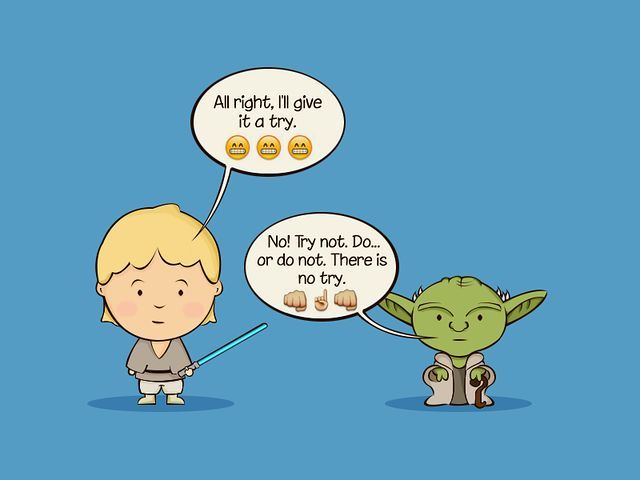 All right, I'll give
it a try.
😁 😁 😁
No! Try not. Do...
or do not. There is
no try.
👊 ☝ 👊